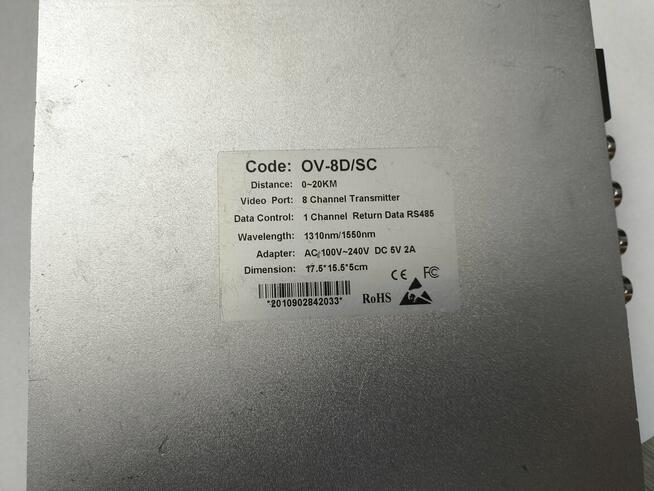 Code: OV-8D/SC
Distance: 0~20KM
Video Port: 8 Channel Transmitter
Data Control: 1 Channel Return Data RS485
Wavelength: 1310nm/1550nm
Adapter: AC 100V~240V DC 5V 2A
Dimension: 17.5*15.5*5cm
CE FC
*2010902842033* RoHS